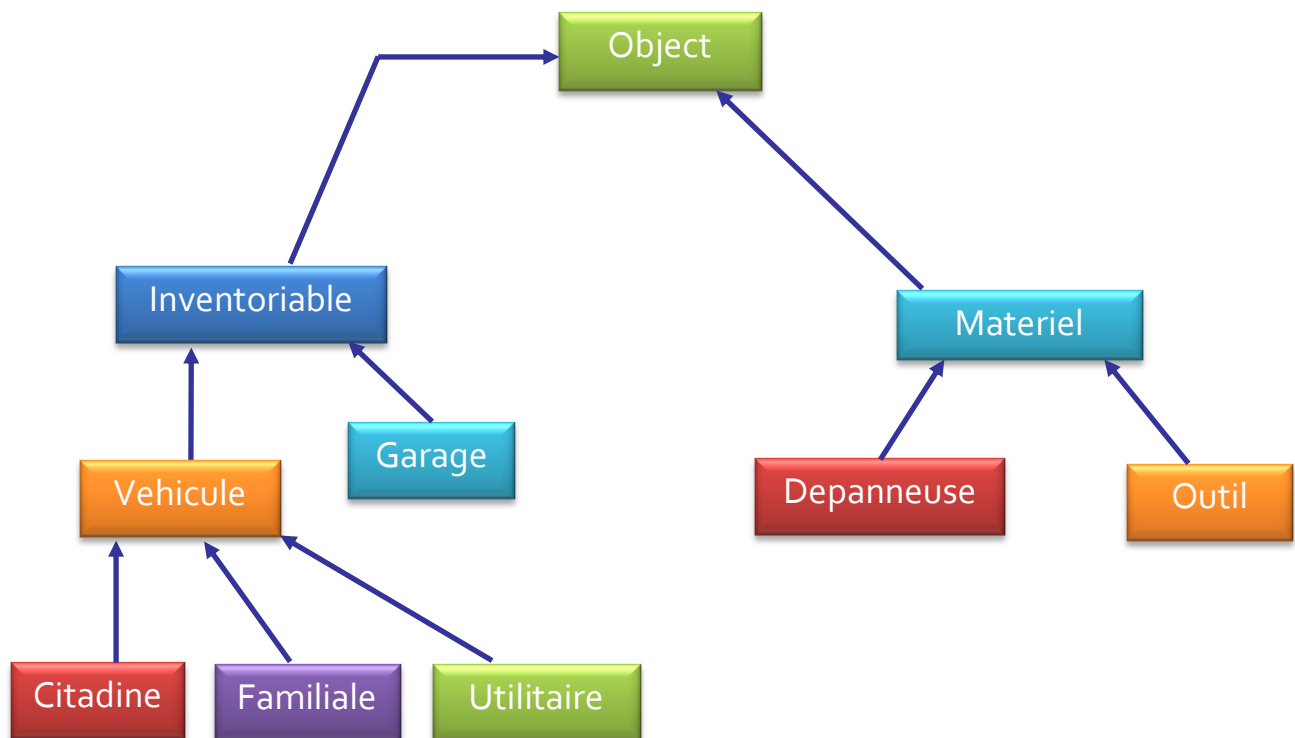 Object
Inventoriable
Materiel
Garage
Vehicule
Depanneuse
Outil
Citadine
Familiale
Utilitaire